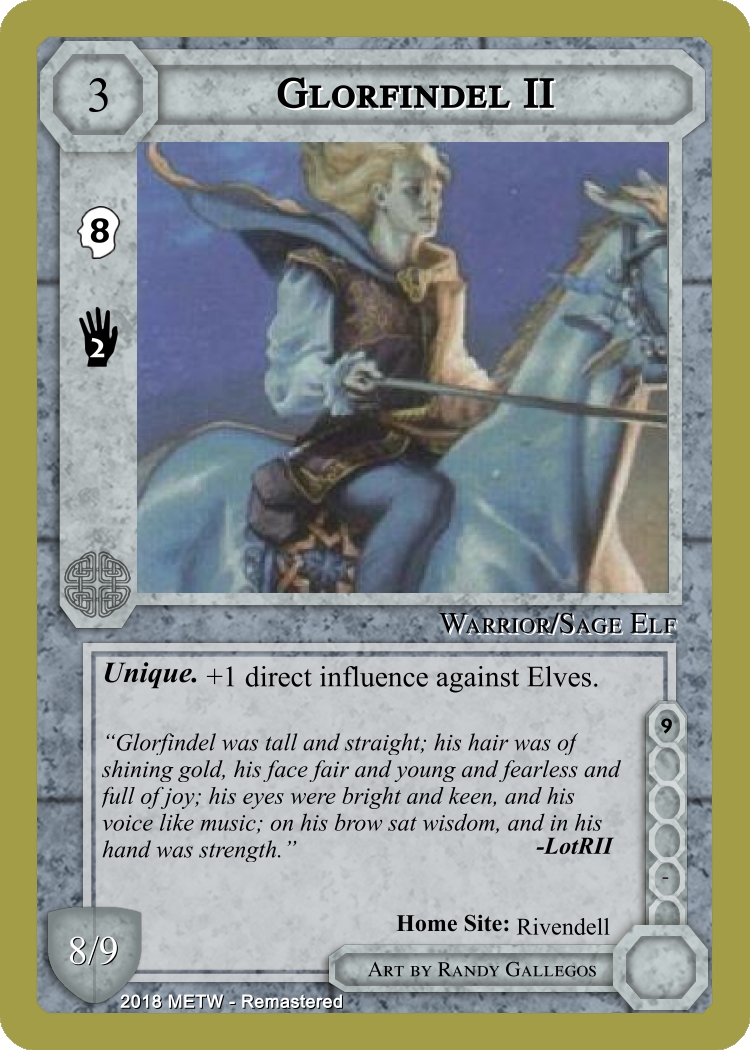 3
Glorfindel II
8
2
Warrior/Sage Elf
Unique. +1 direct influence against Elves.
“Glorfindel was tall and straight; his hair was of
shining gold, his face fair and young and fearless and
full of joy; his eyes were bright and keen, and his
voice like music; on his brow sat wisdom, and in his
hand was strength.”
-LotRII
9
-
Home Site: Rivendell
8/9
Art by Randy Gallegos
2018 METW - Remastered